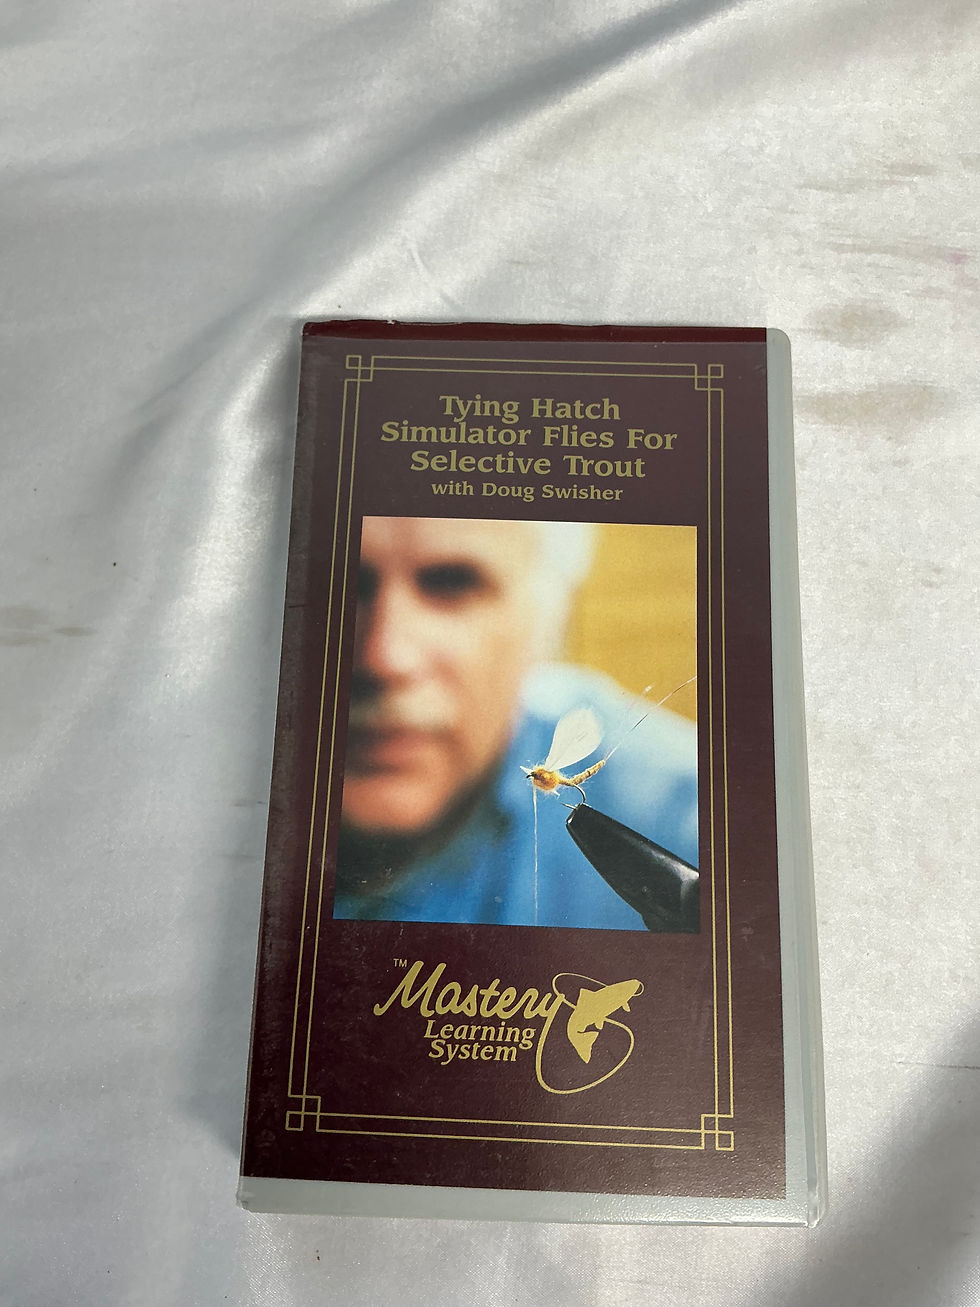 Tying Hatch
Simulator Flies For
Selective Trout
with Doug Swisher
™
Mastery
Learning
System